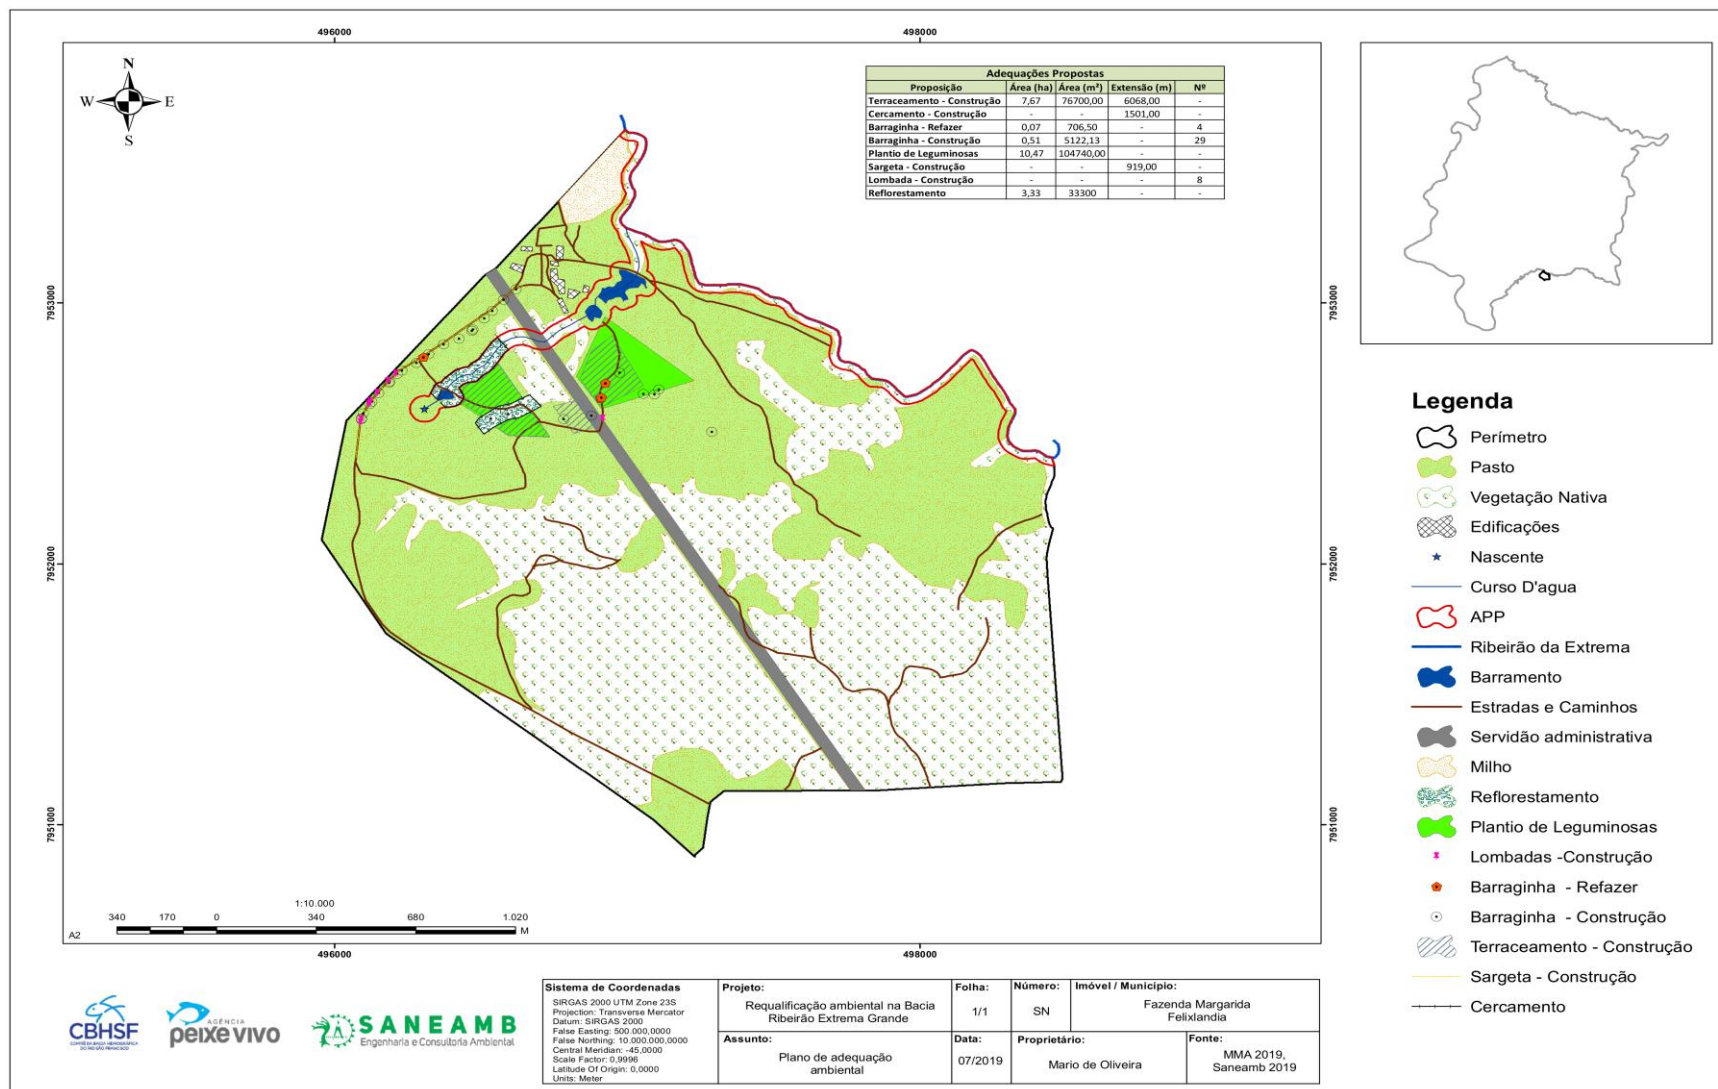 496000
498000
N
W E
S
Adequações Propostas
Proposição Área (ha) Área (m²) Extensão (m) Nº
Terraceamento - Construção 7,67 76700,00 6068,00 -
Cercamento - Construção - - 1501,00 -
Barraginha - Refazer 0,07 706,50 - 4
Barraginha - Construção 0,51 5122,13 - 29
Plantio de Leguminosas 10,47 104740,00 - -
Sargeta - Construção - - 919,00 -
Lombada - Construção - - - 8
Reflorestamento 3,33 33300 - -
7953000
7953000
7952000
7952000
7951000
7951000
Legenda
Perímetro
Pasto
Vegetação Nativa
Edificações
Nascente
Curso D'agua
APP
Ribeirão da Extrema
Barramento
Estradas e Caminhos
Servidão administrativa
Milho
Reflorestamento
Plantio de Leguminosas
Lombadas -Construção
Barraginha - Refazer
Barraginha - Construção
Terraceamento - Construção
Sargeta - Construção
Cercamento
1:10.000
340 170 0 340 680 1.020
M
A2
496000
498000
CBHSF
AGÊNCIA
peixe vivo
SANEAMB
Engenharia e Consultoria Ambiental
Sistema de Coordenadas
SIRGAS 2000 UTM Zone 23S
Projection: Transverse Mercator
Datum: SIRGAS 2000
False Easting: 500.000,0000
False Northing: 10.000.000,0000
Central Meridian: -45,0000
Scale Factor: 0,9996
Latitude Of Origin: 0,0000
Units: Meter
Projeto:
Requalificação ambiental na Bacia
Ribeirão Extrema Grande
Folha:
1/1
Número:
SN
Imóvel / Município:
Fazenda Margarida
Felixlandia
Assunto:
Plano de adequação
ambiental
Data:
07/2019
Proprietário:
Mario de Oliveira
Fonte:
MMA 2019,
Saneamb 2019